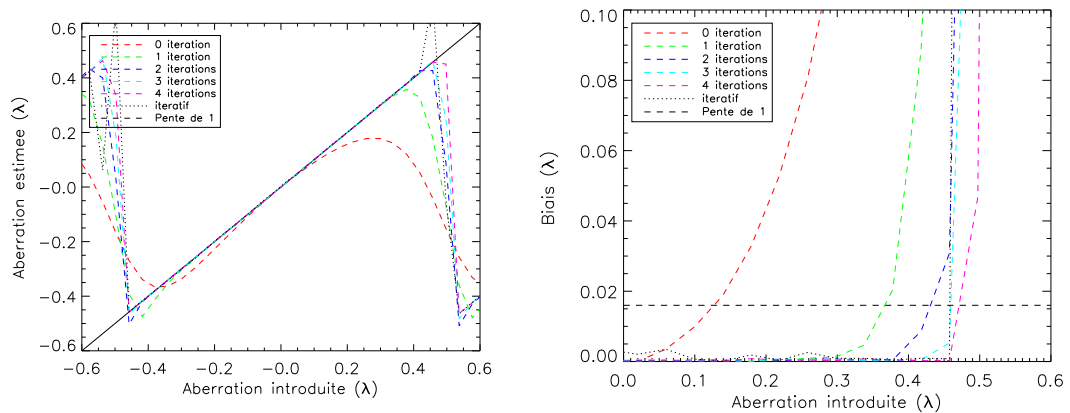 0.6
0.4
0.2
−0.0
−0.2
−0.4
−0.6
Aberration estimee (λ)
0 iteration
1 iteration
2 iterations
3 iterations
4 iterations
iteratif
Pente de 1
−0.6 −0.4 −0.2 −0.0 0.2 0.4 0.6
Aberration introduite (λ)
0.10
0.08
0.06
0.04
0.02
0.00
Biais (λ)
0 iteration
1 iteration
2 iterations
3 iterations
4 iterations
iteratif
Pente de 1
0.0 0.1 0.2 0.3 0.4 0.5 0.6
Aberration introduite (λ)